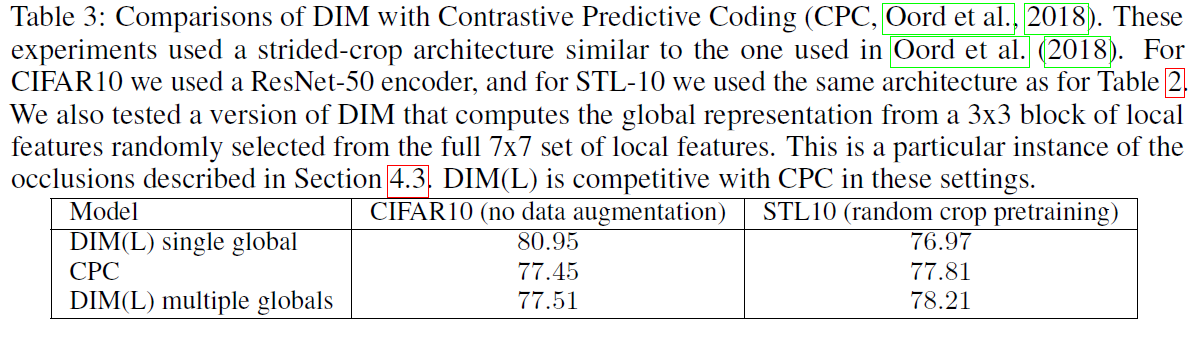 Table 3: Comparisons of DIM with Contrastive Predictive Coding (CPC, Oord et al., 2018). These
experiments used a strided-crop architecture similar to the one used in Oord et al. (2018). For
CIFAR10 we used a ResNet-50 encoder, and for STL-10 we used the same architecture as for Table 2.
We also tested a version of DIM that computes the global representation from a 3x3 block of local
features randomly selected from the full 7x7 set of local features. This is a particular instance of the
occlusions described in Section 4.3. DIM(L) is competitive with CPC in these settings.
Model CIFAR10 (no data augmentation) STL10 (random crop pretraining)
DIM(L) single global 80.95 76.97
CPC 77.45 77.81
DIM(L) multiple globals 77.51 78.21